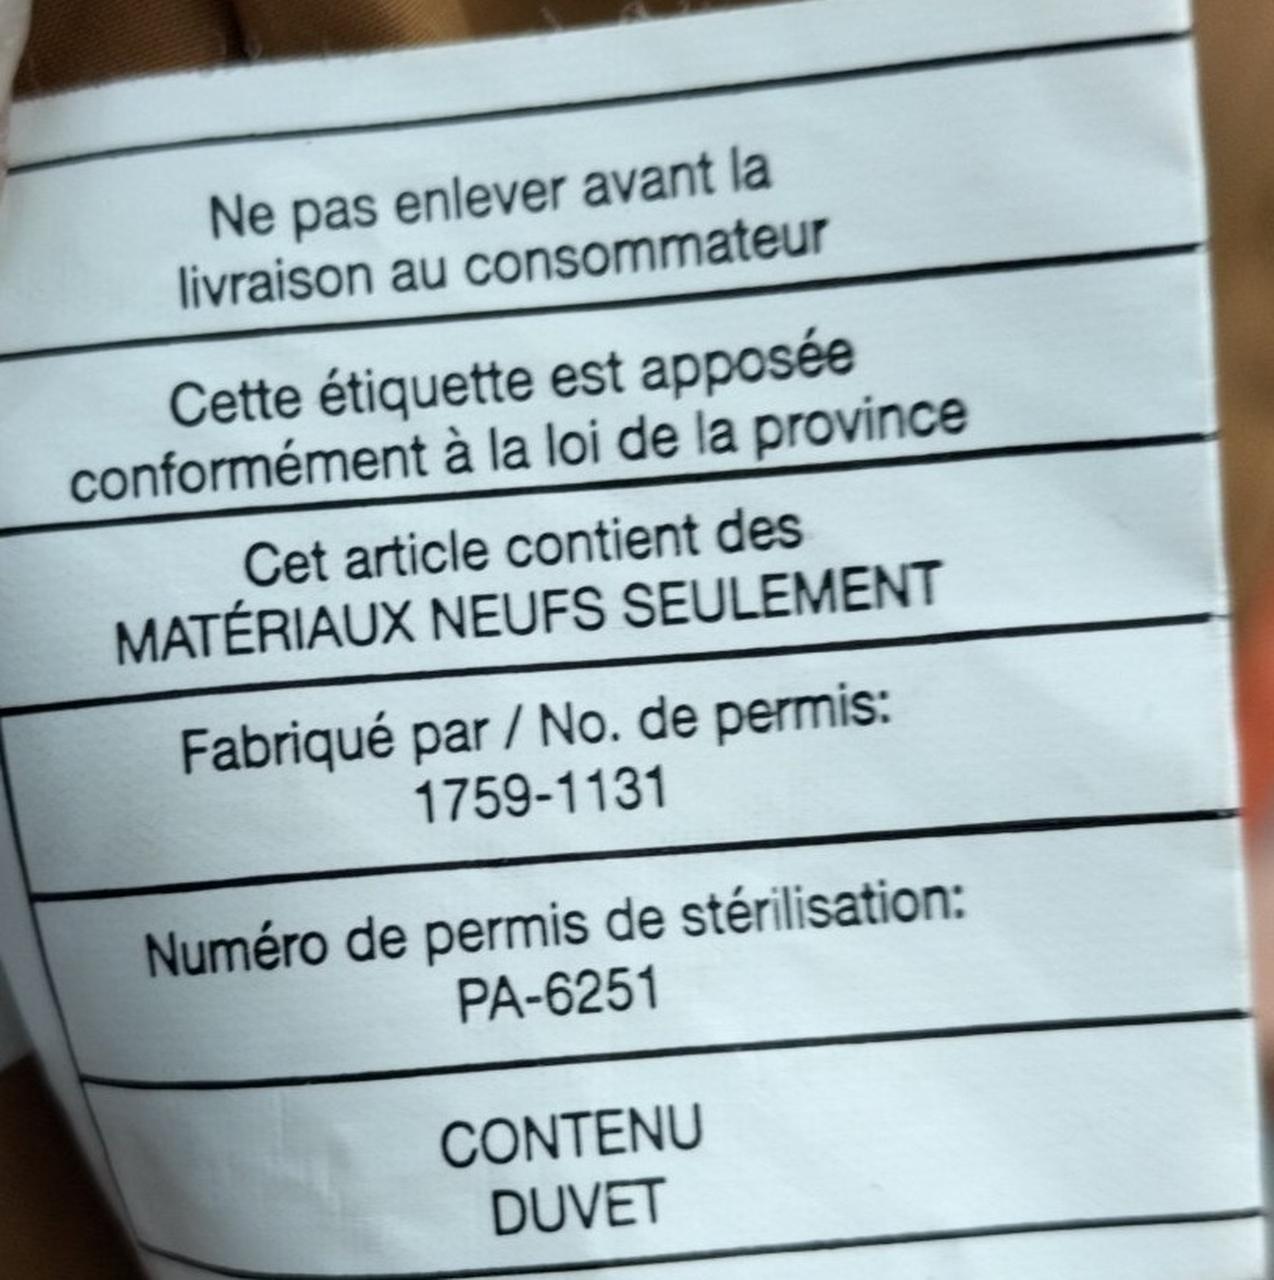 Ne pas enlever avant la
livraison au consommateur
Cette étiquette est apposée
conformément à la loi de la province
Cet article contient des
MATÉRIAUX NEUFS SEULEMENT
Fabriqué par / No. de permis:
1759-1131
Numéro de permis de stérilisation:
PA-6251
CONTENU
DUVET